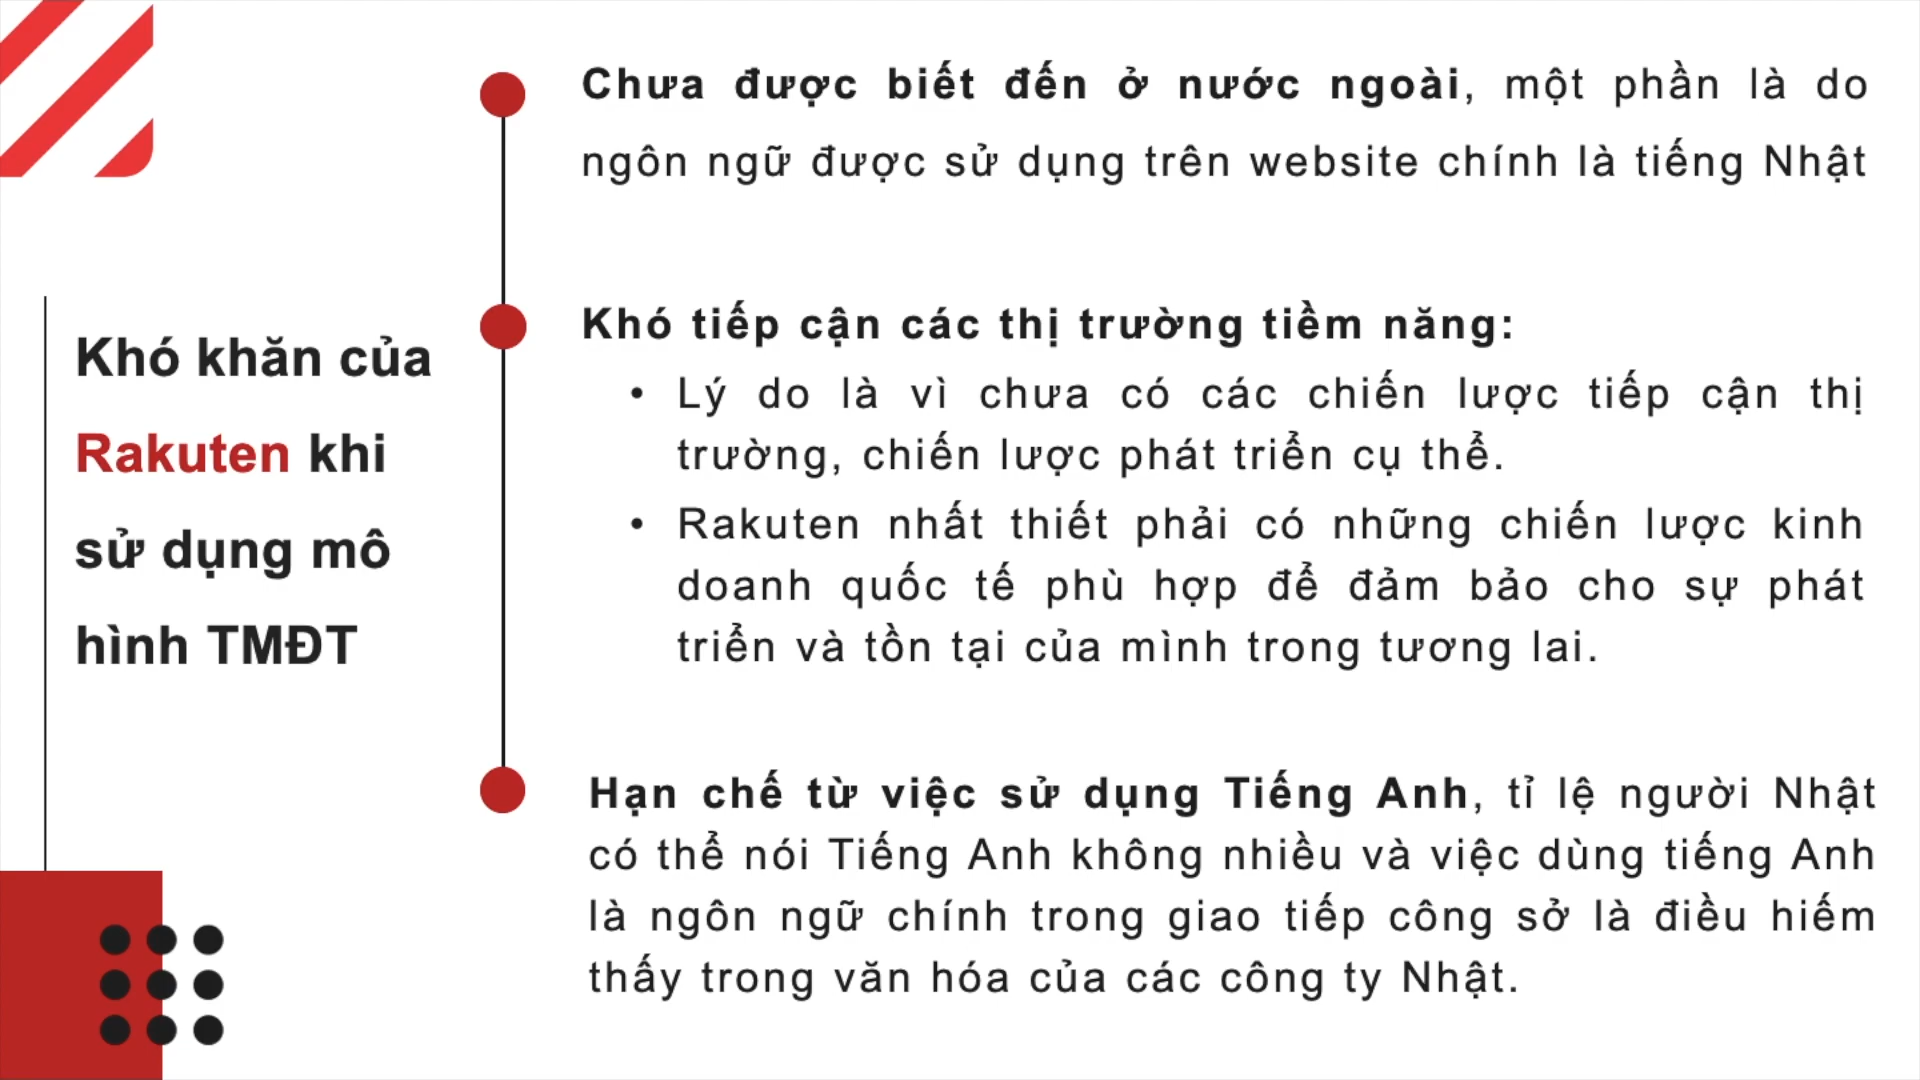 Khó khăn của
Rakuten khi
sử dụng mô
hình TMĐT
Chưa được biết đến ở nước ngoài, một phần là do
ngôn ngữ được sử dụng trên website chính là tiếng Nhật
Khó tiếp cận các thị trường tiềm năng:
• Lý do là vì chưa có các chiến lược tiếp cận thị
trường, chiến lược phát triển cụ thể.
• Rakuten nhất thiết phải có những chiến lược kinh
doanh quốc tế phù hợp để đảm bảo cho sự phát
triển và tồn tại của mình trong tương lai.
Hạn chế từ việc sử dụng Tiếng Anh, tỉ lệ người Nhật
có thể nói Tiếng Anh không nhiều và việc dùng tiếng Anh
là ngôn ngữ chính trong giao tiếp công sở là điều hiếm
thấy trong văn hóa của các công ty Nhật.